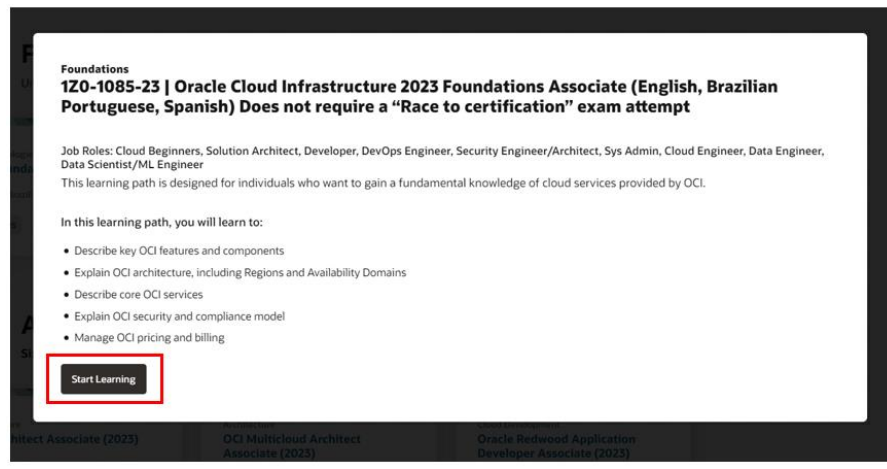 Foundations
1Z0-1085-23 | Oracle Cloud Infrastructure 2023 Foundations Associate (English, Brazilian
Portuguese, Spanish) Does not require a “Race to certification” exam attempt
Job Roles: Cloud Beginners, Solution Architect, Developer, DevOps Engineer, Security Engineer/Architect, Sys Admin, Cloud Engineer, Data Engineer,
Data Scientist/ML Engineer
This learning path is designed for individuals who want to gain a fundamental knowledge of cloud services provided by OCI.
In this learning path, you will learn to:
• Describe key OCI features and components
• Explain OCI architecture, including Regions and Availability Domains
• Describe core OCI services
• Explain OCI security and compliance model
• Manage OCI pricing and billing
Start Learning
Associate (2023)
OCI Multicloud Architect
Associate (2023)
Oracle Redwood Application
Developer Associate (2023)